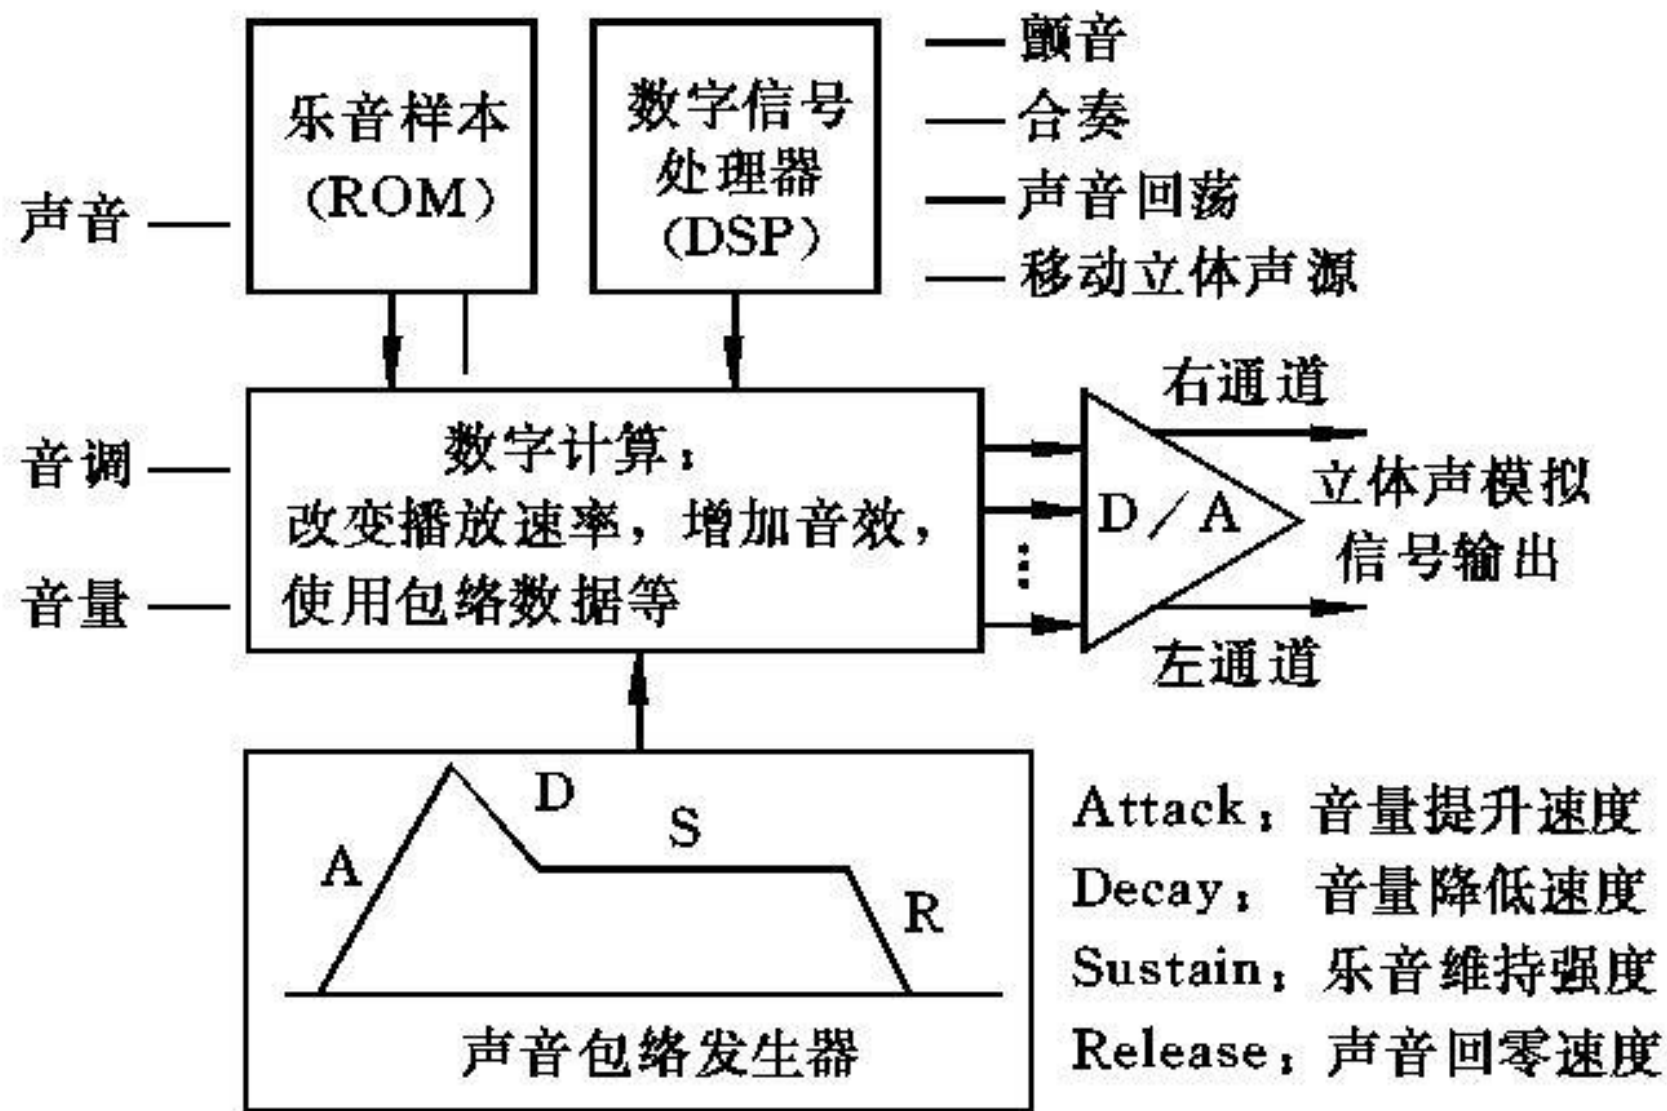 乐音样本
(ROM)
数字信号
处理器
(DSP)
颤音
合奏
声音回荡
移动立体声源
声音
音调
音量
数字计算：
改变播放速率，增加音效，
使用包络数据等
D／A
右通道
立体声模拟
信号输出
左通道
A
D
S
R
声音包络发生器
Attack：音量提升速度
Decay：音量降低速度
Sustain：乐音维持强度
Release：声音回零速度